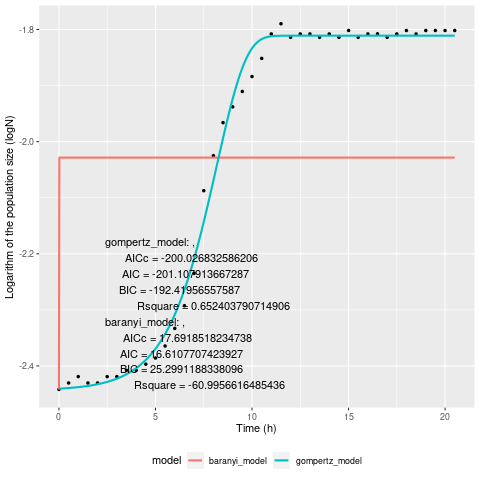 Logarithm of the population size (logN)
-1.8
-2.0
-2.2
-2.4
gompertz_model: ,
AICc = -200.026832586206
AIC = -201.107913667287
BIC = -192.41956557587
Rsquare = 0.652403790714906
baranyi_model: ,
AICc = 17.6918518234738
AIC = 16.6107707423927
BIC = 25.2991188338096
Rsquare = -60.9956616485436
0 5 10 15 20
Time (h)
model baranyi_model gompertz_model